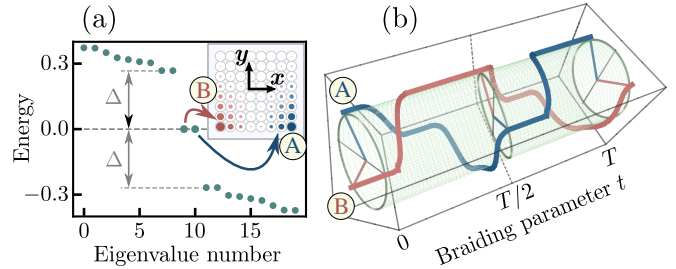 (a)
Energy
0.3
0.0
−0.3
Δ
Δ
B
A
y
x
0 5 10 15
Eigenvalue number
(b)
A
B
0
T/2
T
Braiding parameter t